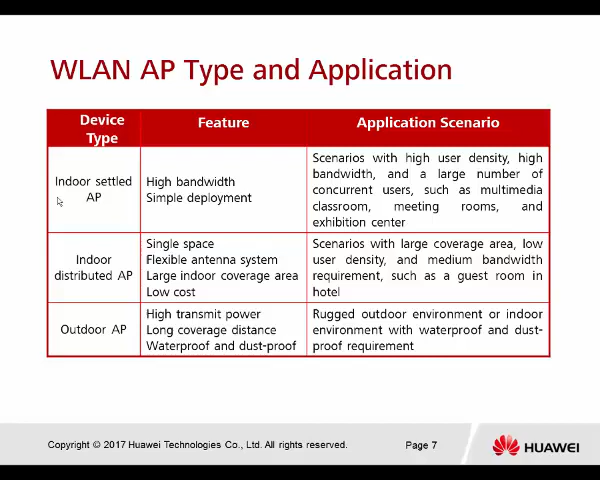 WLAN AP Type and Application
Device
Type
Feature
Application Scenario
Indoor settled
AP
High bandwidth
Simple deployment
Scenarios with high user density, high
bandwidth, and a large number of
concurrent users, such as multimedia
classroom, meeting rooms, and
exhibition center
Indoor
distributed AP
Single space
Flexible antenna system
Large indoor coverage area
Low cost
Scenarios with large coverage area, low
user density, and medium bandwidth
requirement, such as a guest room in
hotel
Outdoor AP
High transmit power
Long coverage distance
Waterproof and dust-proof
Rugged outdoor environment or indoor
environment with waterproof and dust-
proof requirement
Copyright © 2017 Huawei Technologies Co., Ltd. All rights reserved.
Page 7
HUAWEI